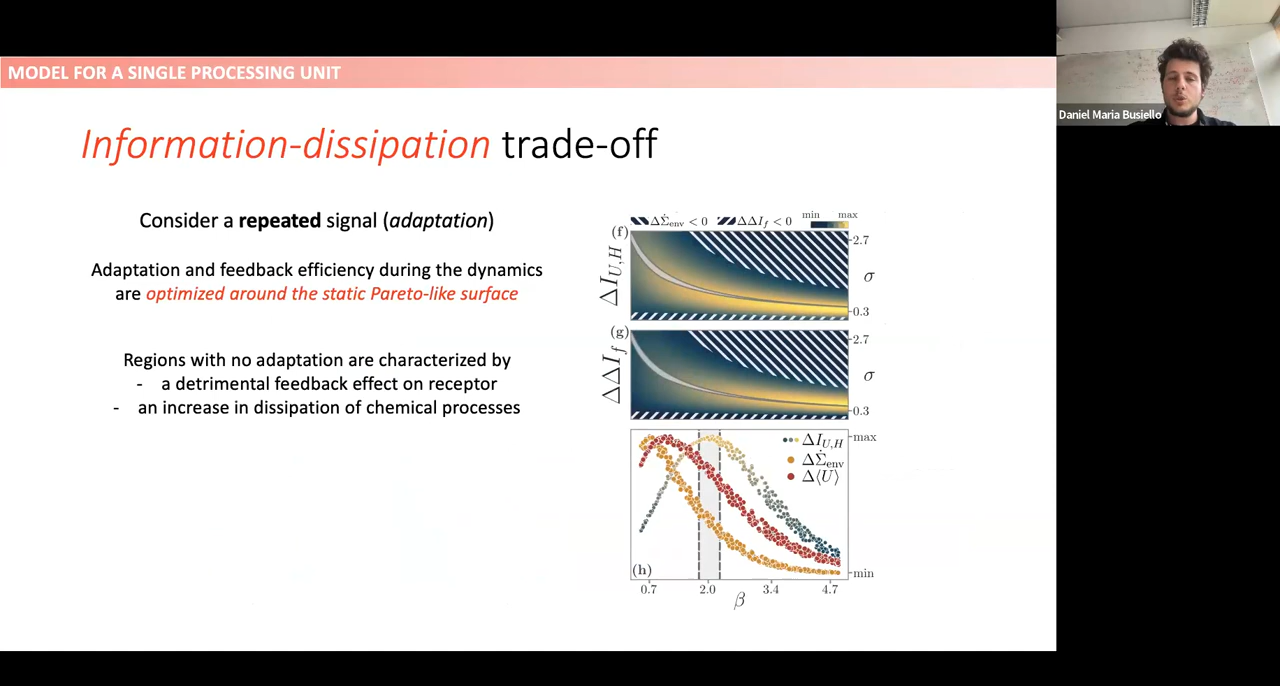 MODEL FOR A SINGLE PROCESSING UNIT
Daniel Maria Busiello
Information-dissipation trade-off
Consider a repeated signal (adaptation)
Adaptation and feedback efficiency during the dynamics
are optimized around the static Pareto-like surface
Regions with no adaptation are characterized by
- a detrimental feedback effect on receptor
- an increase in dissipation of chemical processes
ΔΣ̇env < 0 ΔΔIf < 0 min max
(f)
ΔIU,H
2.7
σ
0.3
(g)
ΔΔIf
2.7
σ
0.3
ΔIU,H
ΔΣ̇env
Δ⟨U⟩
max
min
(h)
0.7 2.0 3.4 4.7
β